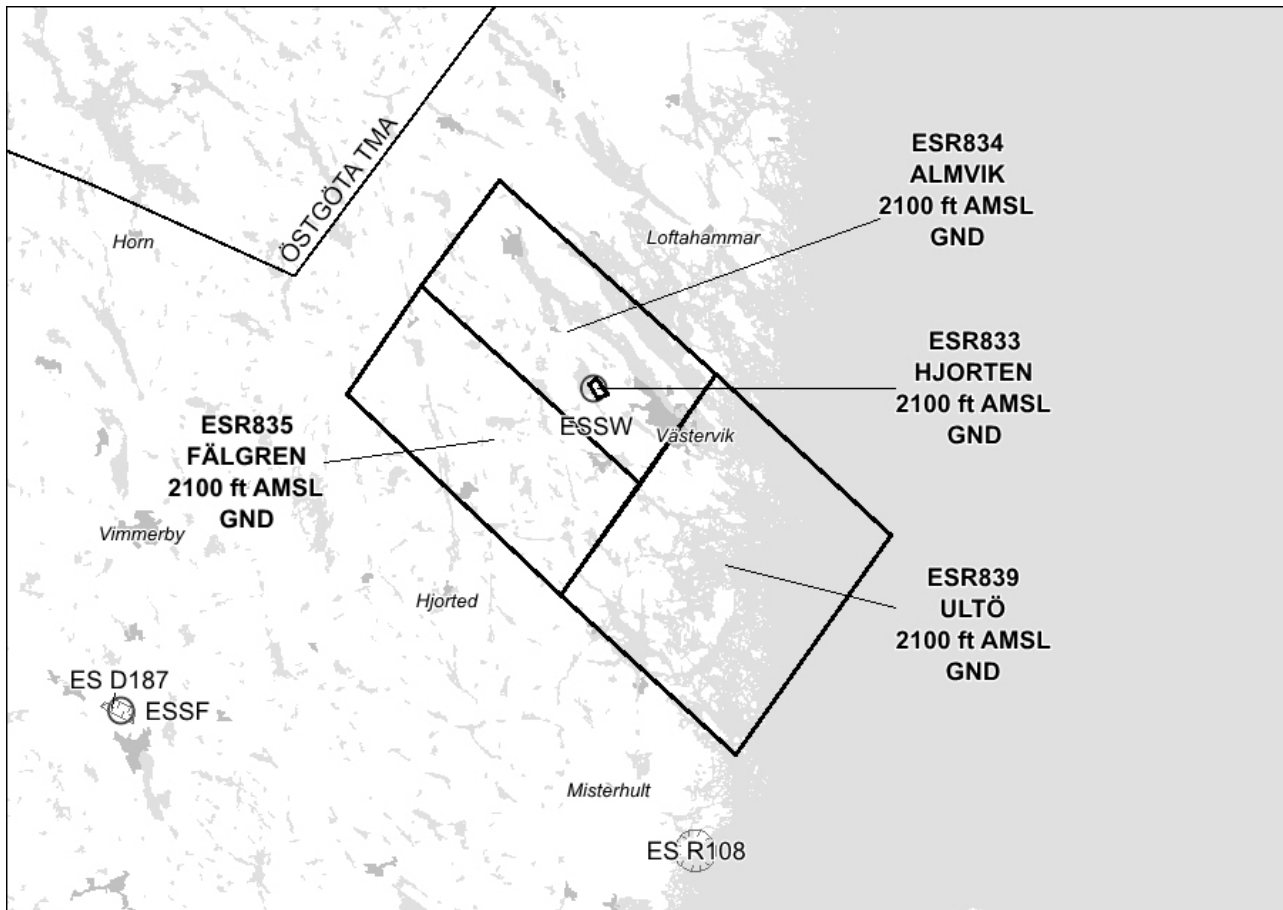 ESR834
ALMVIK
2100 ft AMSL
GND
ÖSTGÖTA TMA
Horn
Loftahammar
ESR833
HJORTEN
2100 ft AMSL
GND
ESR835
FÄLGREN
2100 ft AMSL
GND
ESSW
Västervik
Vimmerby
ESR839
ULTÖ
2100 ft AMSL
GND
Hjorted
ES D187
ESSF
Misterhult
ES R108